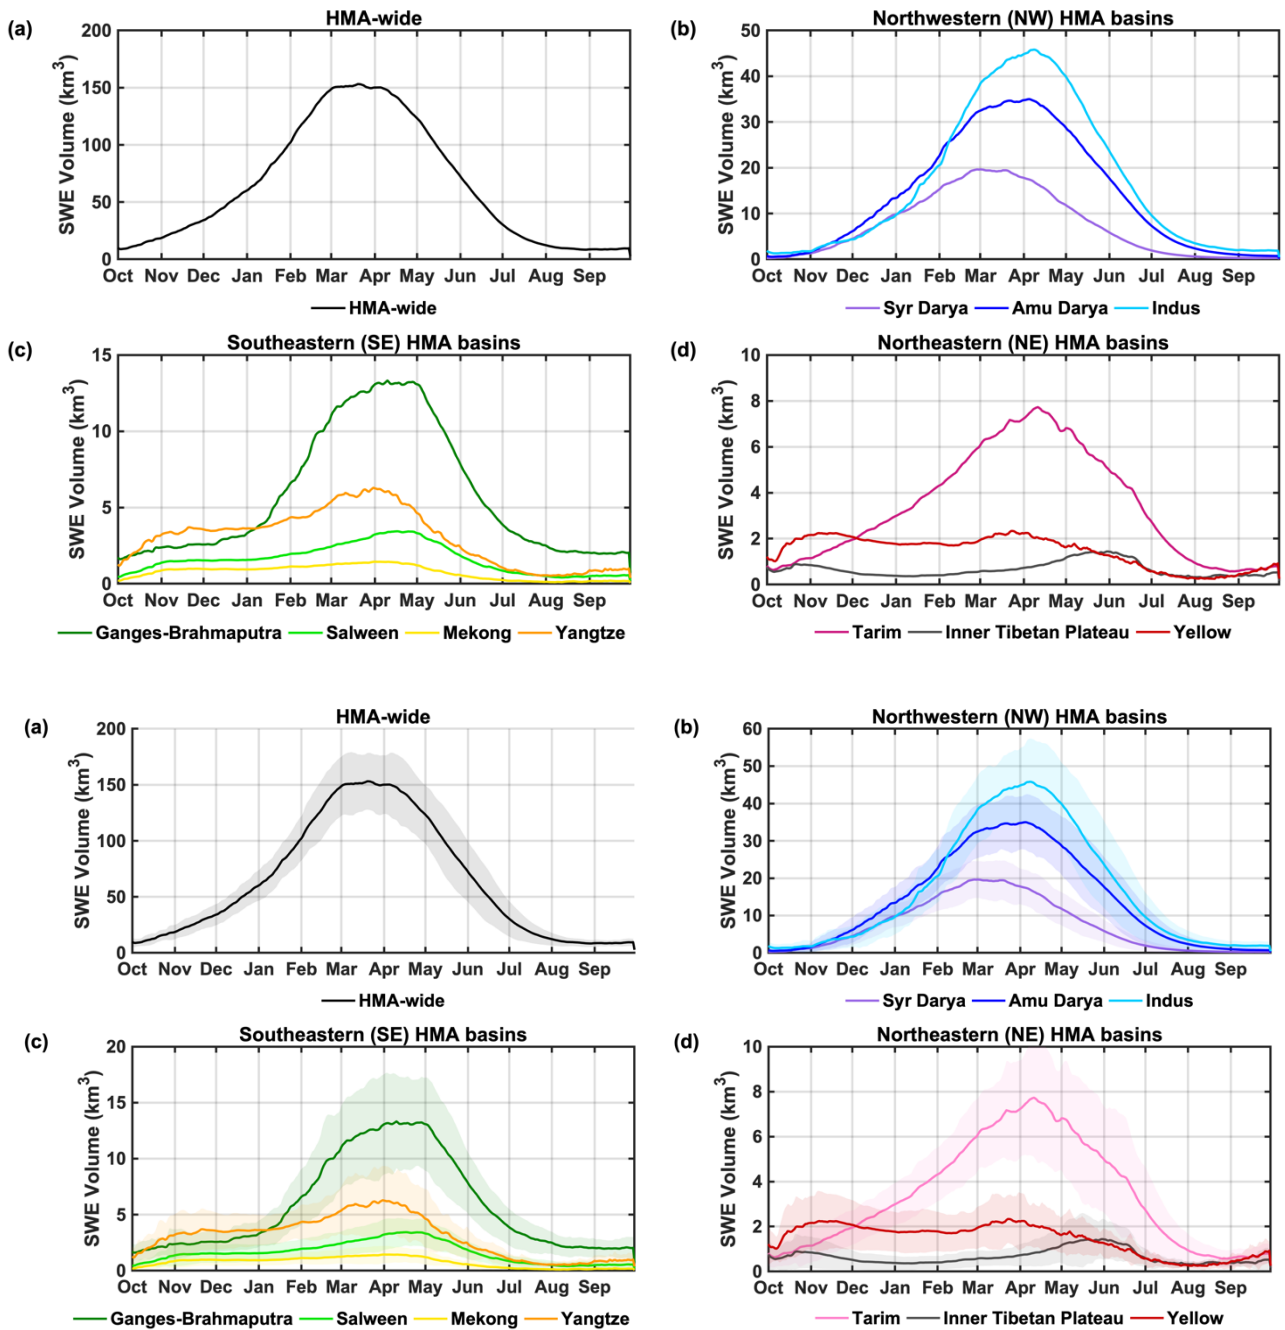 (a)
HMA-wide
SWE Volume (km³)
200
150
100
50
0
Oct Nov Dec Jan Feb Mar Apr May Jun Jul Aug Sep
HMA-wide
(b)
Northwestern (NW) HMA basins
SWE Volume (km³)
50
40
30
20
10
0
Oct Nov Dec Jan Feb Mar Apr May Jun Jul Aug Sep
Syr Darya Amu Darya Indus
(c)
Southeastern (SE) HMA basins
SWE Volume (km³)
15
10
5
0
Oct Nov Dec Jan Feb Mar Apr May Jun Jul Aug Sep
Ganges-Brahmaputra Salween Mekong Yangtze
(d)
Northeastern (NE) HMA basins
SWE Volume (km³)
10
8
6
4
2
0
Oct Nov Dec Jan Feb Mar Apr May Jun Jul Aug Sep
Tarim Inner Tibetan Plateau Yellow
(a)
HMA-wide
SWE Volume (km³)
200
150
100
50
0
Oct Nov Dec Jan Feb Mar Apr May Jun Jul Aug Sep
HMA-wide
(b)
Northwestern (NW) HMA basins
SWE Volume (km³)
60
50
40
30
20
10
0
Oct Nov Dec Jan Feb Mar Apr May Jun Jul Aug Sep
Syr Darya Amu Darya Indus
(c)
Southeastern (SE) HMA basins
SWE Volume (km³)
20
15
10
5
0
Oct Nov Dec Jan Feb Mar Apr May Jun Jul Aug Sep
Ganges-Brahmaputra Salween Mekong Yangtze
(d)
Northeastern (NE) HMA basins
SWE Volume (km³)
10
8
6
4
2
0
Oct Nov Dec Jan Feb Mar Apr May Jun Jul Aug Sep
Tarim Inner Tibetan Plateau Yellow